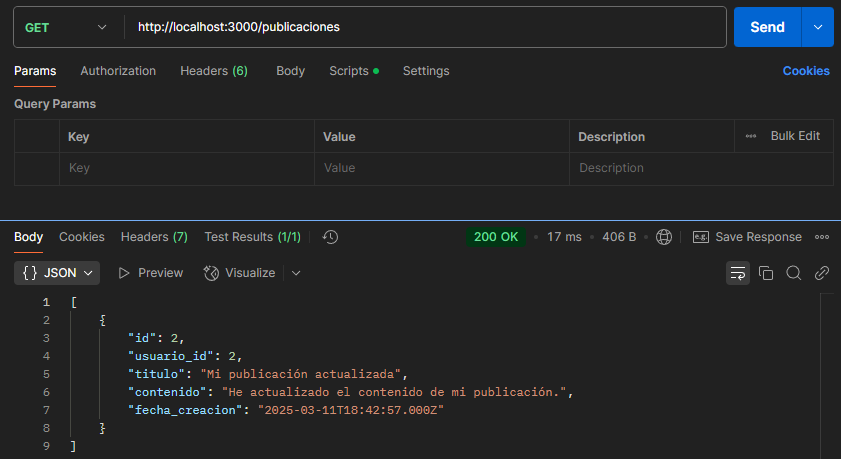 GET http://localhost:3000/publicaciones Send
Params Authorization Headers (6) Body Scripts Settings Cookies
Query Params
Key Value Description Bulk Edit
Key Value Description
Body Cookies Headers (7) Test Results (1/1) 200 OK 17 ms 406 B e.g. Save Response
{} JSON Preview Visualize
1 [
2 {
3 "id": 2,
4 "usuario_id": 2,
5 "titulo": "Mi publicación actualizada",
6 "contenido": "He actualizado el contenido de mi publicación.",
7 "fecha_creacion": "2025-03-11T18:42:57.000Z"
8 }
9 ]